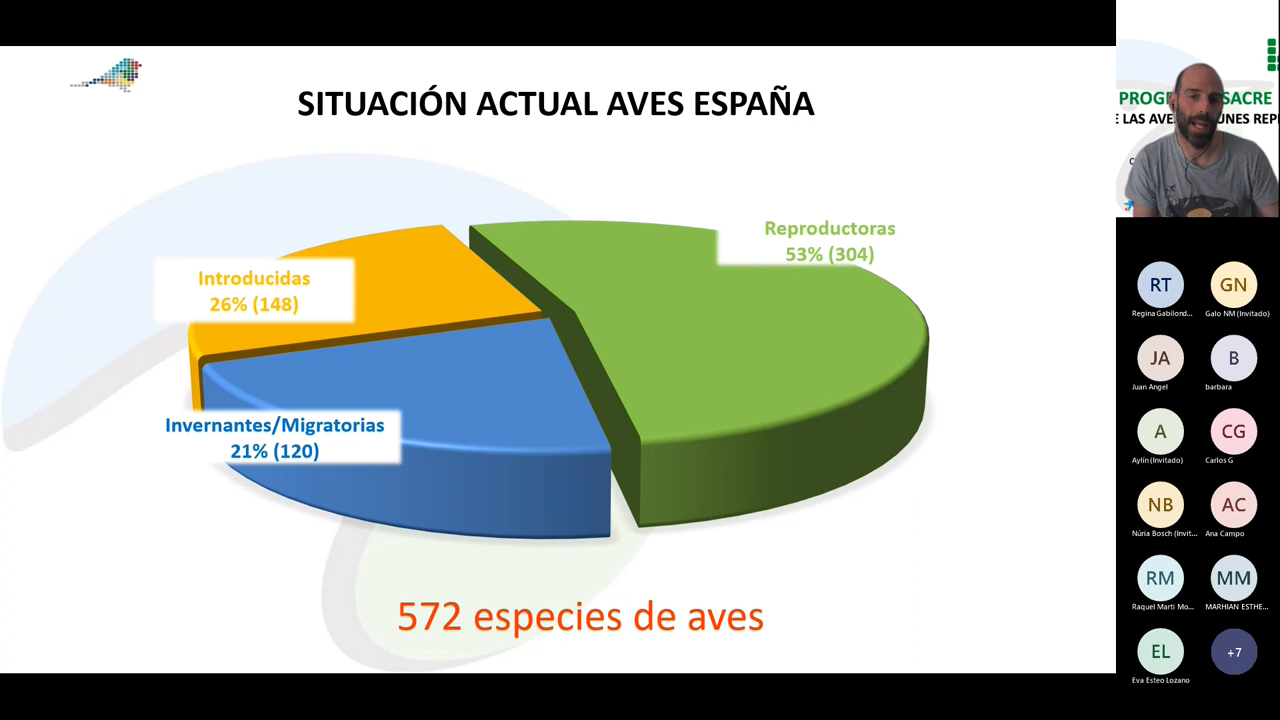 SITUACIÓN ACTUAL AVES ESPAÑA
Reproductoras
53% (304)
Introducidas
26% (148)
Invernantes/Migratorias
21% (120)
572 especies de aves
PROGR
SACRE
E LAS AVE
UNES REP
RT
GN
Regina Gabilond...
Galo NM (Invitado)
JA
B
Juan Angel
barbara
A
CG
Aylín (Invitado)
Carlos G
NB
AC
Núria Bosch (Invit...
Ana Campo
RM
MM
Raquel Martí Mo...
MARHIAN ESTHE...
EL
+7
Eva Esteo Lozano